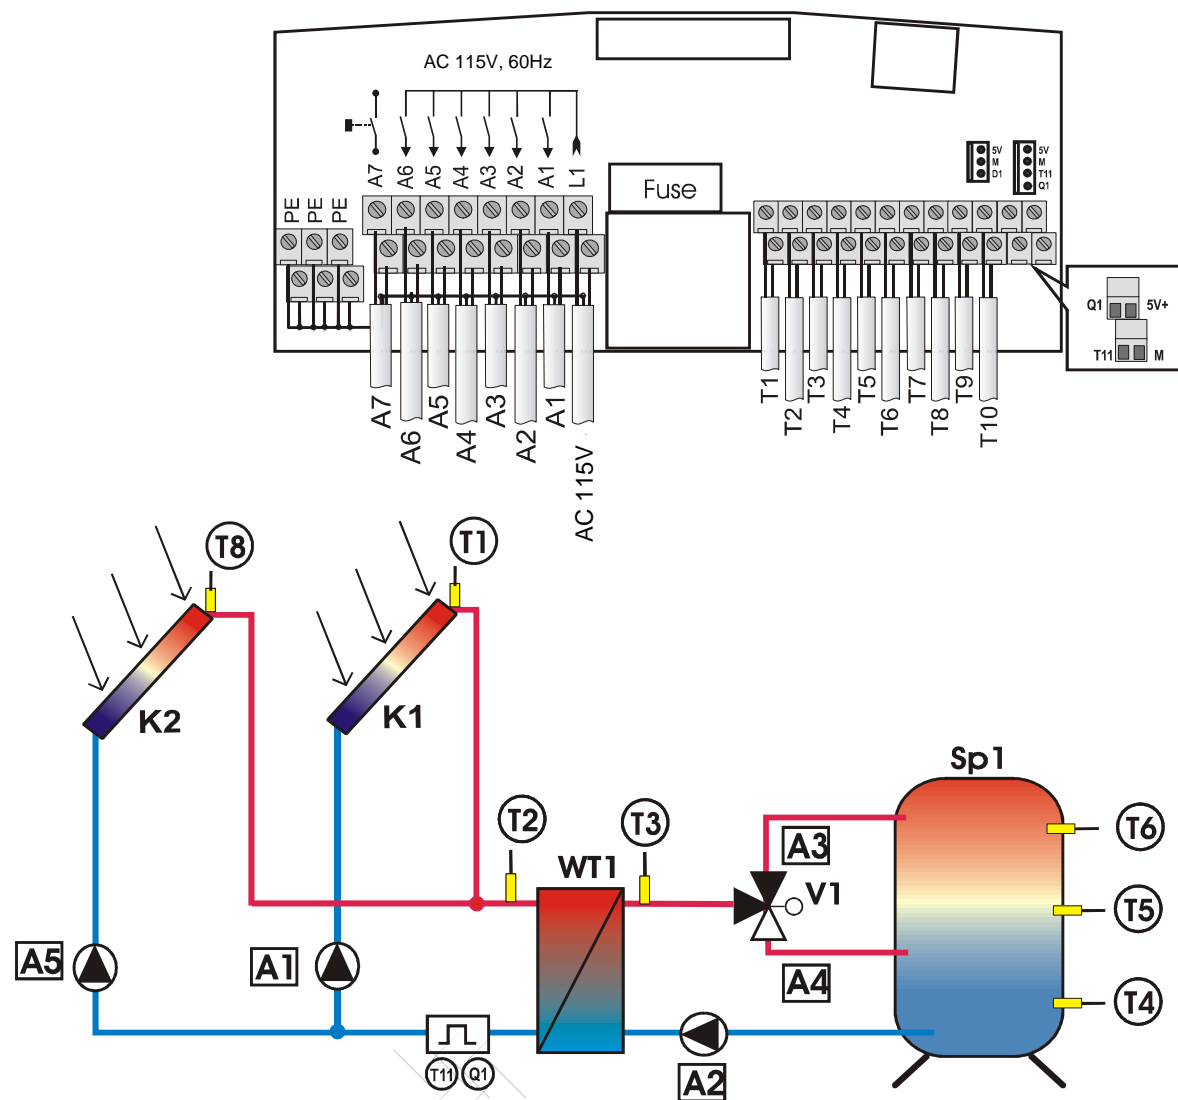 AC 115V, 60Hz
A7 A6 A5 A4 A3 A2 A1 L1
PE PE PE
Fuse
5V
M
D1
5V
M
T11
Q1
Q1 5V+
T11 M
A7 A6 A5 A4 A3 A2 A1 AC 115V
T1 T2 T3 T4 T5 T6 T7 T8 T9 T10
T8 T1
K2 K1
Sp1
T2 T3 A3 T6
WT1 V1
T5
A5 A1 A4
T4
T11 Q1 A2